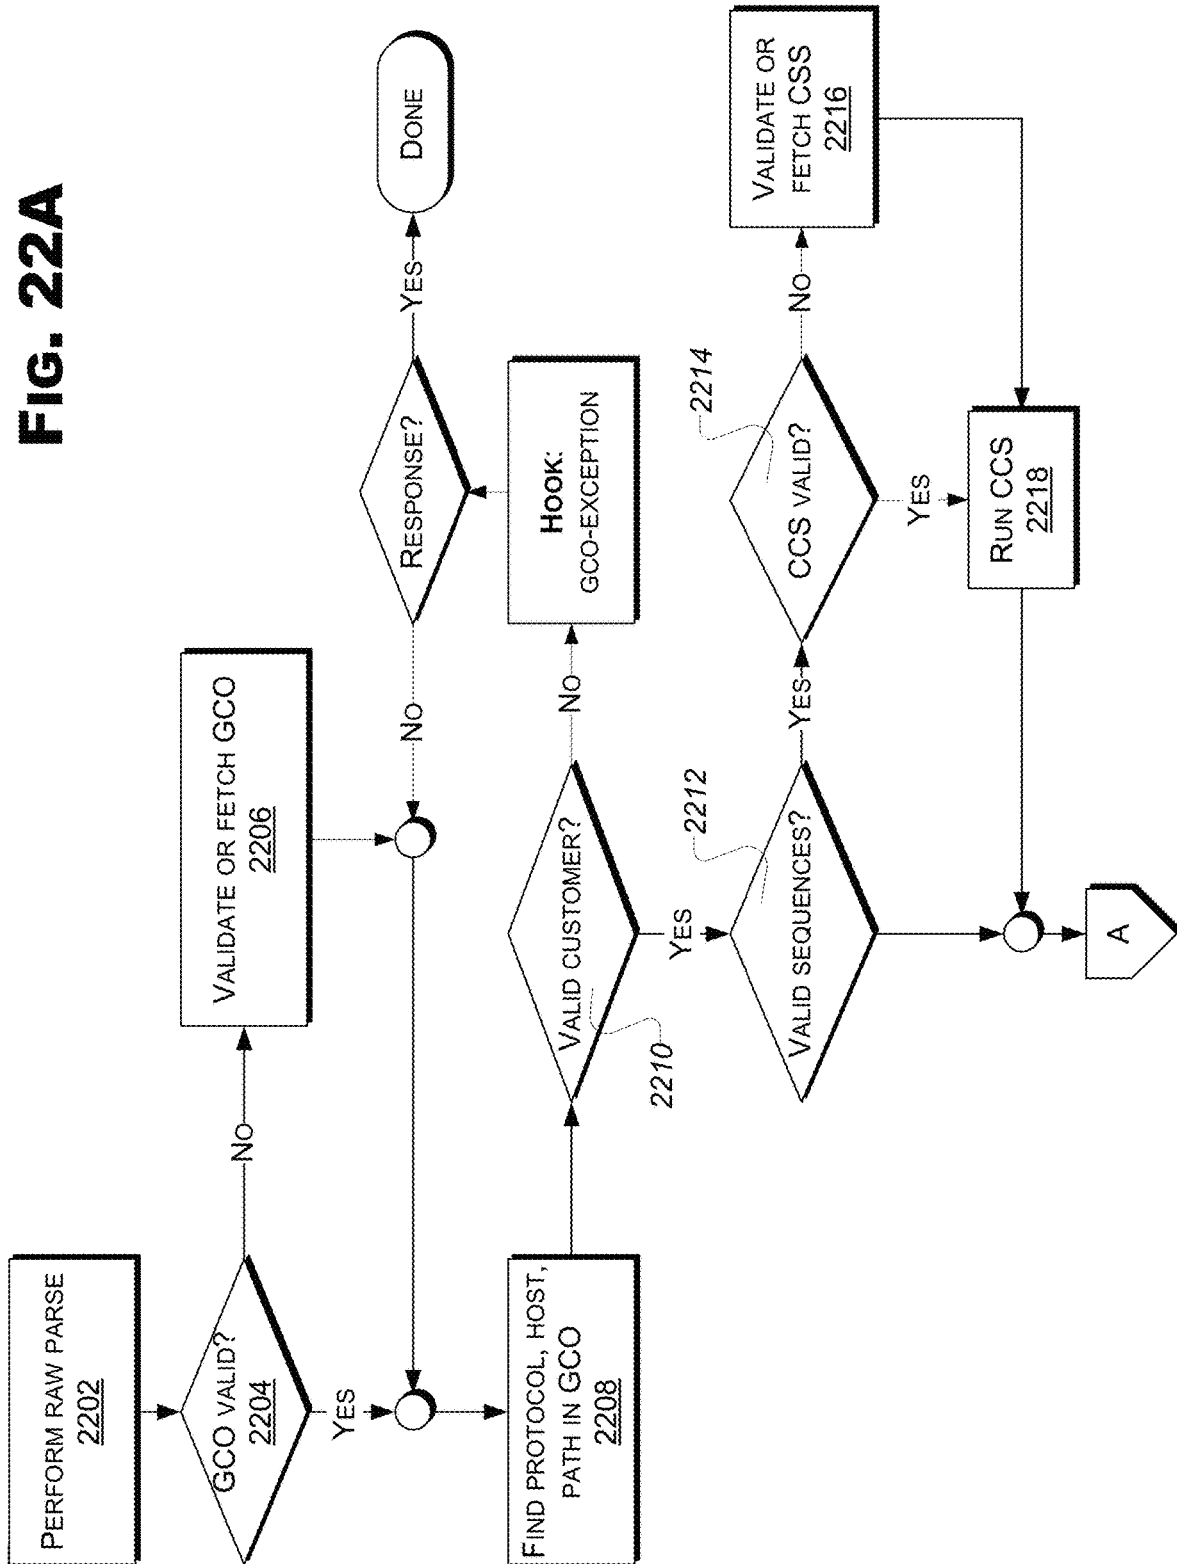 FIG. 22A
PERFORM RAW PARSE
2202
GCO VALID?
2204
NO
VALIDATE OR FETCH GCO
2206
YES
FIND PROTOCOL, HOST,
PATH IN GCO
2208
VALID CUSTOMER?
2210
NO
HOOK:
GCO-EXCEPTION
RESPONSE?
NO
YES
DONE
YES
VALID SEQUENCES?
2212
YES
CCS VALID?
2214
NO
VALIDATE OR
FETCH CSS
2216
YES
RUN CCS
2218
A